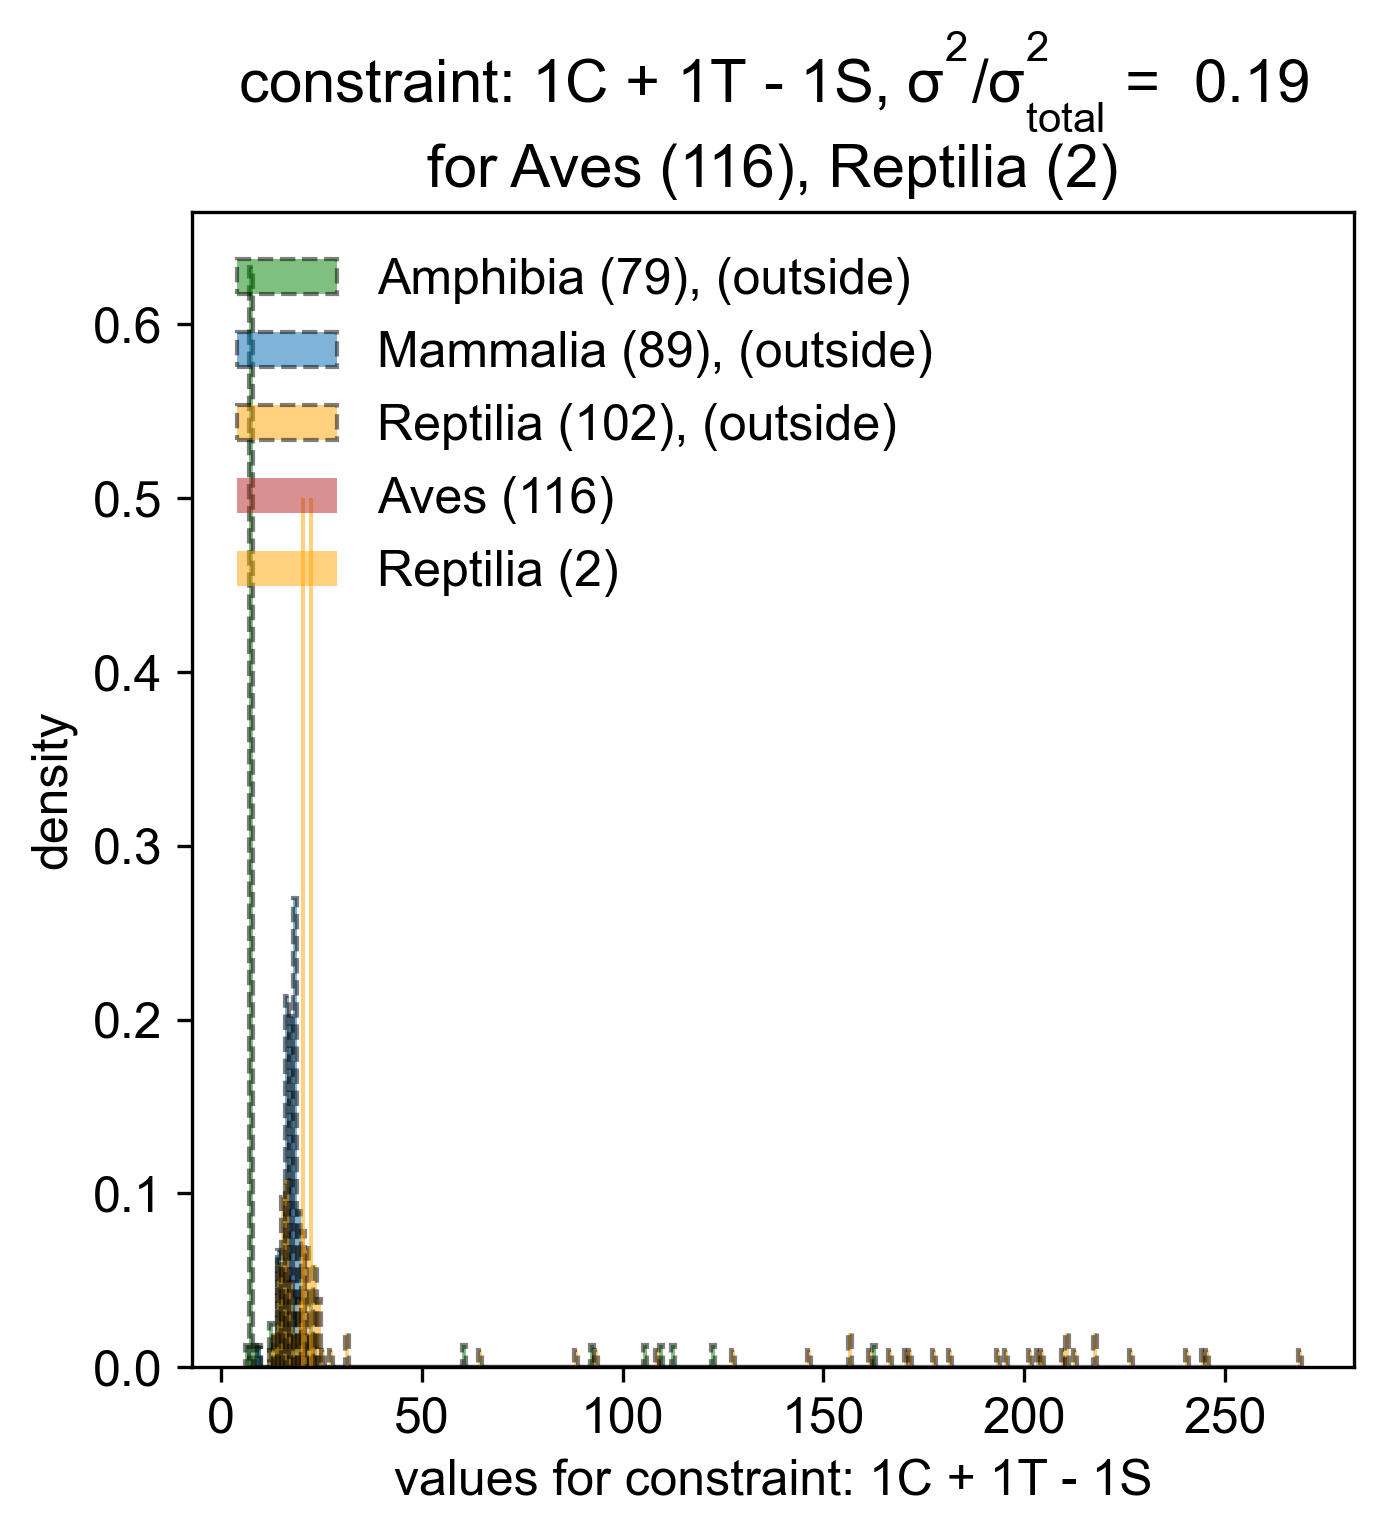 constraint: 1C + 1T - 1S, σ²/σ²total = 0.19
for Aves (116), Reptilia (2)
Amphibia (79), (outside)
Mammalia (89), (outside)
Reptilia (102), (outside)
Aves (116)
Reptilia (2)
density
0.6
0.5
0.4
0.3
0.2
0.1
0.0
0 50 100 150 200 250
values for constraint: 1C + 1T - 1S